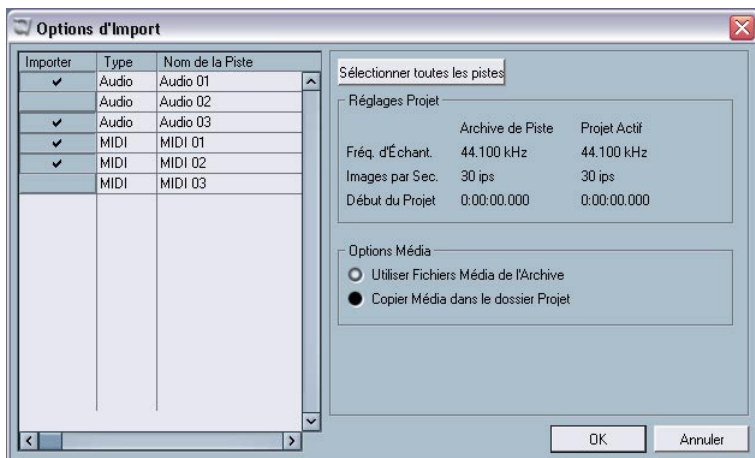 Options d'Import
Importer Type Nom de la Piste
Audio Audio 01
Audio Audio 02
Audio Audio 03
MIDI MIDI 01
MIDI MIDI 02
MIDI MIDI 03
Sélectionner toutes les pistes
Réglages Projet
Archive de Piste Projet Actif
Fréq. d'Échant. 44.100 kHz 44.100 kHz
Images par Sec. 30 ips 30 ips
Début du Projet 0:00:00.000 0:00:00.000
Options Média
Utiliser Fichiers Média de l'Archive
Copier Média dans le dossier Projet
OK Annuler